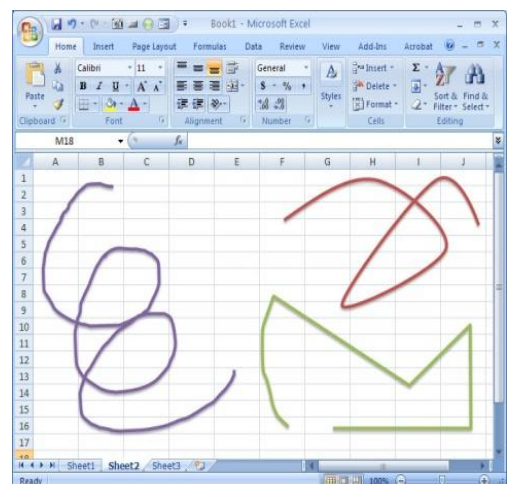 Book1 - Microsoft Excel
Home Insert Page Layout Formulas Data Review View Add-Ins Acrobat
Calibri 11 General Insert Σ
Paste B I U A A $ % , Styles Delete Sort & Filter Find & Select
Format
Clipboard Font Alignment Number Cells Editing
M18 fx
A B C D E F G H I J
1
2
3
4
5
6
7
8
9
10
11
12
13
14
15
16
17
18
Sheet1 Sheet2 Sheet3
Ready 100%